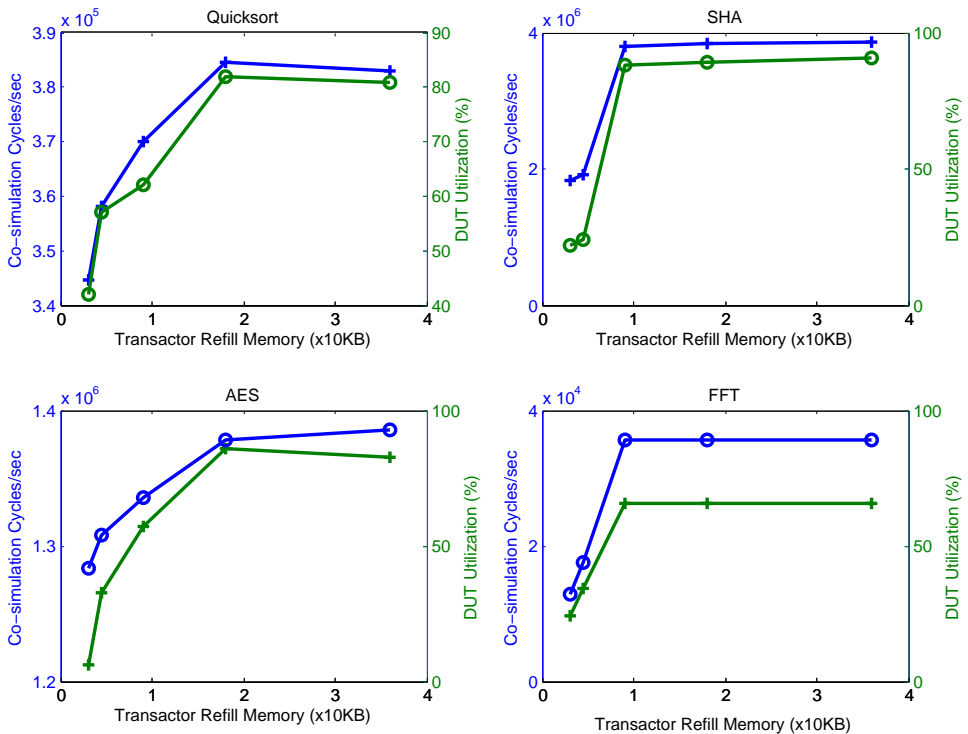 Quicksort
x 10^5
3.9
3.8
3.7
3.6
3.5
3.4
Co-simulation Cycles/sec
90
80
70
60
50
40
DUT Utilization (%)
0 1 2 3 4
Transactor Refill Memory (x10KB)
SHA
x 10^6
4
2
0
Co-simulation Cycles/sec
100
50
0
DUT Utilization (%)
0 1 2 3 4
Transactor Refill Memory (x10KB)
AES
x 10^6
1.4
1.3
1.2
Co-simulation Cycles/sec
100
50
0
DUT Utilization (%)
0 1 2 3 4
Transactor Refill Memory (x10KB)
FFT
x 10^4
4
2
0
Co-simulation Cycles/sec
100
50
0
DUT Utilization (%)
0 1 2 3 4
Transactor Refill Memory (x10KB)